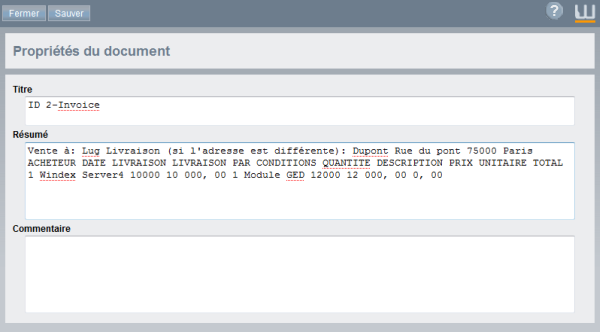 Fermer Sauver ?
Propriétés du document
Titre
ID 2-Invoice
Résumé
Vente à: Lug Livraison (si l'adresse est différente): Dupont Rue du pont 75000 Paris
ACHETEUR DATE LIVRAISON LIVRAISON PAR CONDITIONS QUANTITE DESCRIPTION PRIX UNITAIRE TOTAL
1 Windex Server4 10000 10 000, 00 1 Module GED 12000 12 000, 00 0, 00
Commentaire